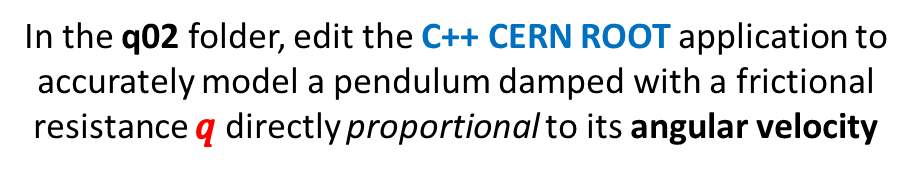 In the q02 folder, edit the C++ CERN ROOT application to
accurately model a pendulum damped with a frictional
resistance q directly proportional to its angular velocity